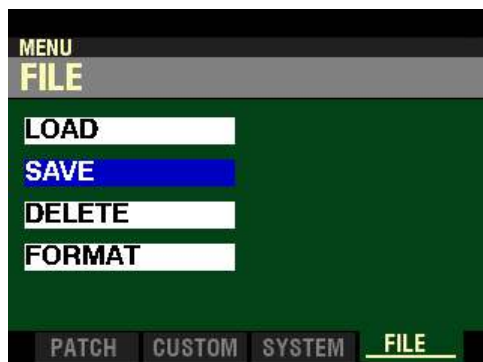 MENU
FILE
LOAD
SAVE
DELETE
FORMAT
PATCH CUSTOM SYSTEM FILE